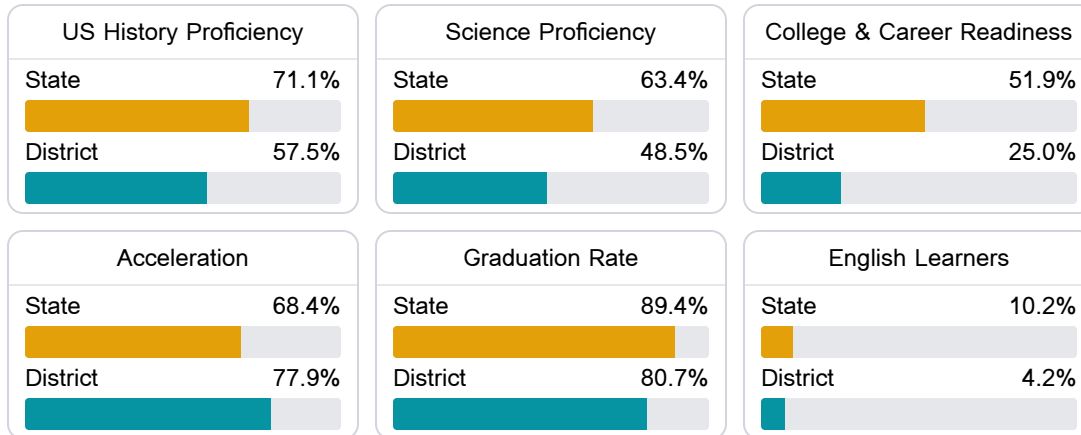 US History Proficiency
State 71.1%
District 57.5%
Science Proficiency
State 63.4%
District 48.5%
College & Career Readiness
State 51.9%
District 25.0%
Acceleration
State 68.4%
District 77.9%
Graduation Rate
State 89.4%
District 80.7%
English Learners
State 10.2%
District 4.2%